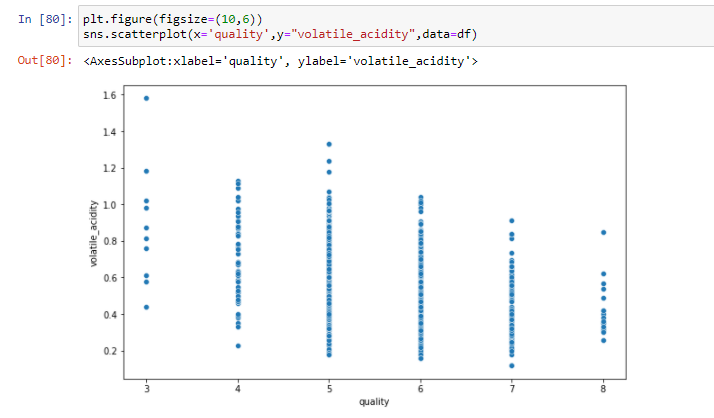 In [80]: plt.figure(figsize=(10,6))
sns.scatterplot(x='quality',y="volatile_acidity",data=df)
Out[80]: <AxesSubplot:xlabel='quality', ylabel='volatile_acidity'>
1.6
1.4
1.2
1.0
0.8
0.6
0.4
0.2
volatile_acidity
3 4 5 6 7 8
quality